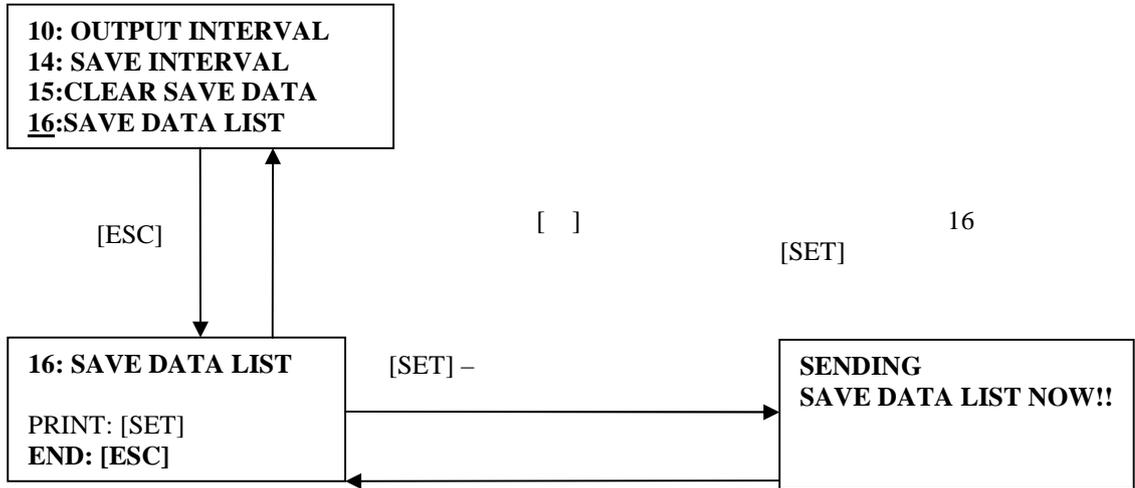 10: OUTPUT INTERVAL
14: SAVE INTERVAL
15:CLEAR SAVE DATA
16:SAVE DATA LIST
[ESC]
[ ] 16
[SET]
16: SAVE DATA LIST
PRINT: [SET]
END: [ESC]
[SET] –
SENDING
SAVE DATA LIST NOW!!